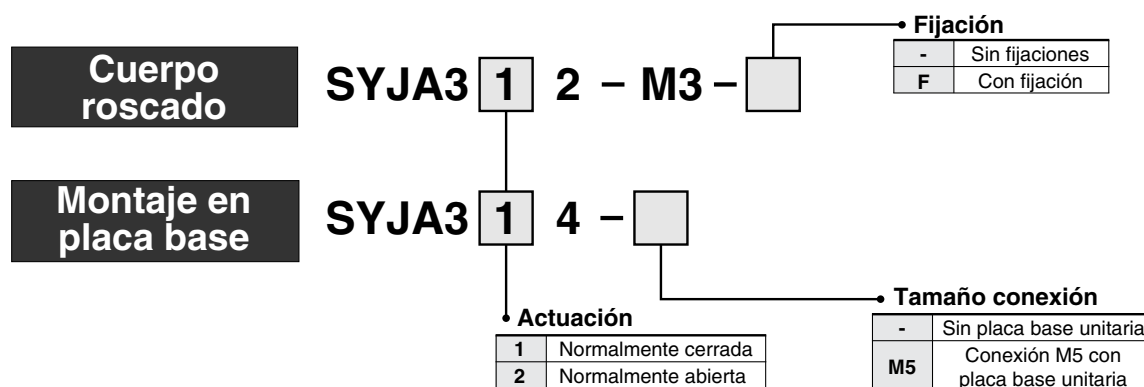 Fijación
- Sin fijaciones
F Con fijación
Cuerpo
roscado
SYJA3 1 2 – M3 –
Montaje en
placa base
SYJA3 1 4 –
Actuación
1 Normalmente cerrada
2 Normalmente abierta
Tamaño conexión
- Sin placa base unitaria
M5 Conexión M5 con
placa base unitaria